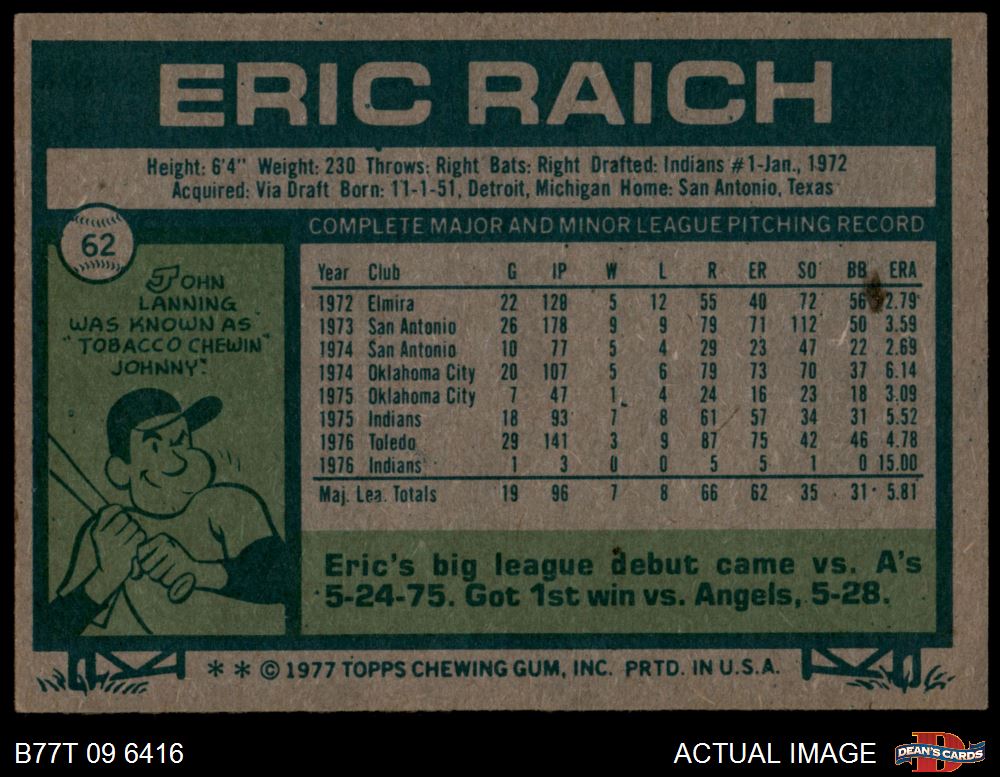 ERIC RAICH
Height: 6'4" Weight: 230 Throws: Right Bats: Right Drafted: Indians #1-Jan., 1972
Acquired: Via Draft Born: 11-1-51, Detroit, Michigan Home: San Antonio, Texas
62
COMPLETE MAJOR AND MINOR LEAGUE PITCHING RECORD
JOHN
LANNING
WAS KNOWN AS
"TOBACCO CHEWIN'
JOHNNY".
Year Club G IP W L R ER SO BB ERA
1972 Elmira 22 128 5 12 55 40 72 56 2.79
1973 San Antonio 26 178 9 9 79 71 112 50 3.59
1974 San Antonio 10 77 5 4 29 23 47 22 2.69
1974 Oklahoma City 20 107 5 6 79 73 70 37 6.14
1975 Oklahoma City 7 47 1 4 24 16 23 18 3.09
1975 Indians 18 93 7 8 61 57 34 31 5.52
1976 Toledo 29 141 3 9 87 75 42 46 4.78
1976 Indians 1 3 0 0 5 5 1 0 15.00
Maj. Lea. Totals 19 96 7 8 66 62 35 31 5.81
Eric's big league debut came vs. A's
5-24-75. Got 1st win vs. Angels, 5-28.
** © 1977 TOPPS CHEWING GUM, INC. PRTD. IN U.S.A.
B77T 09 6416
ACTUAL IMAGE
DEAN'S CARDS